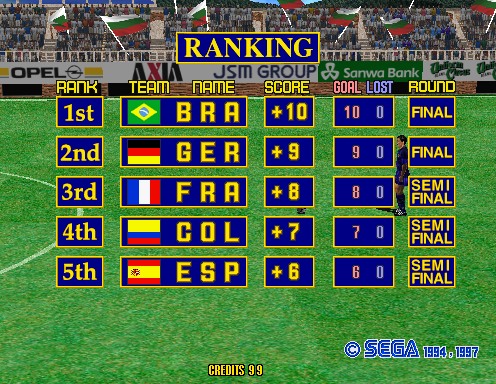 RANKING
OPEL AXIA JSM GROUP Sanwa Bank
RANK TEAM NAME SCORE GOAL LOST ROUND
1st BRA +10 10 0 FINAL
2nd GER +9 9 0 FINAL
3rd FRA +8 8 0 SEMI FINAL
4th COL +7 7 0 SEMI FINAL
5th ESP +6 6 0 SEMI FINAL
© SEGA 1994, 1997
CREDITS 99